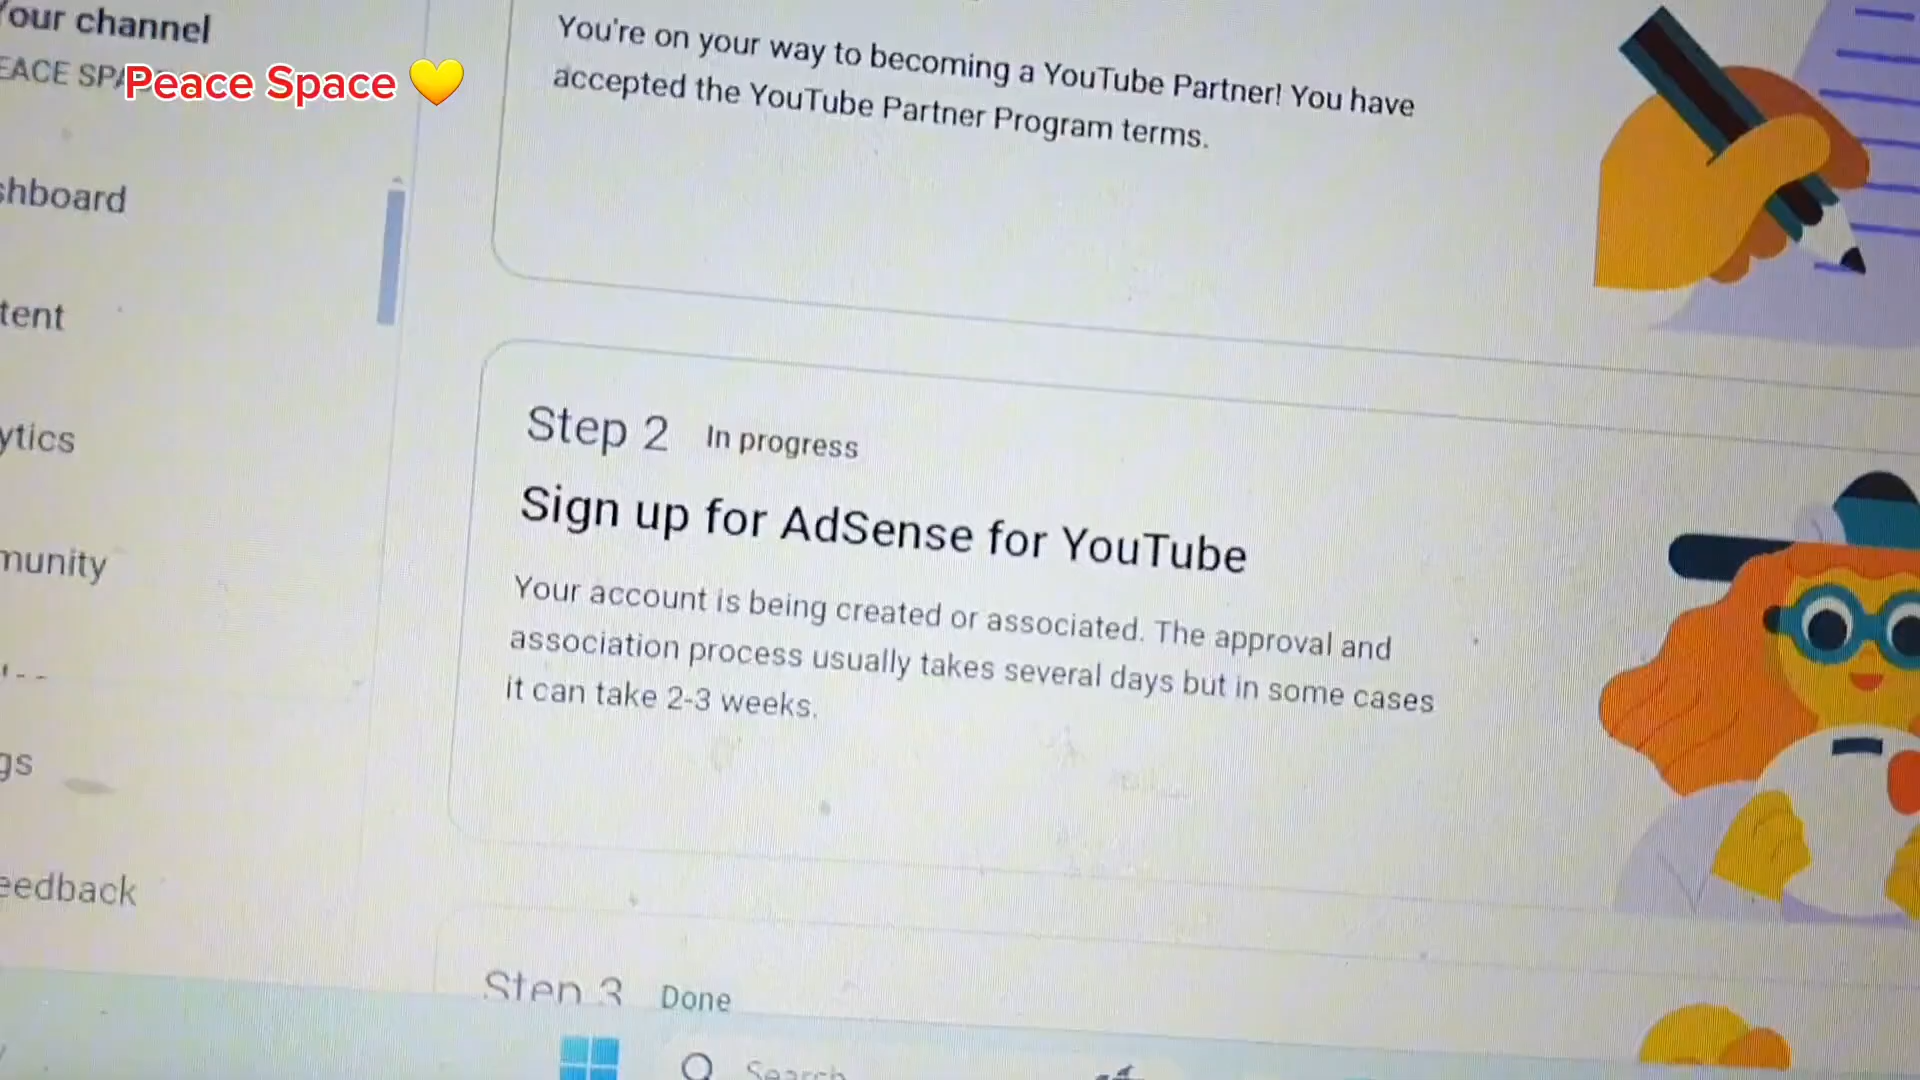 our channel
EACE SPA
Peace Space
You're on your way to becoming a YouTube Partner! You have
accepted the YouTube Partner Program terms.
shboard
tent
ytics
munity
gs
eedback
Step 2 In progress
Sign up for AdSense for YouTube
Your account is being created or associated. The approval and
association process usually takes several days but in some cases
it can take 2-3 weeks.
Step 3 Done
Search